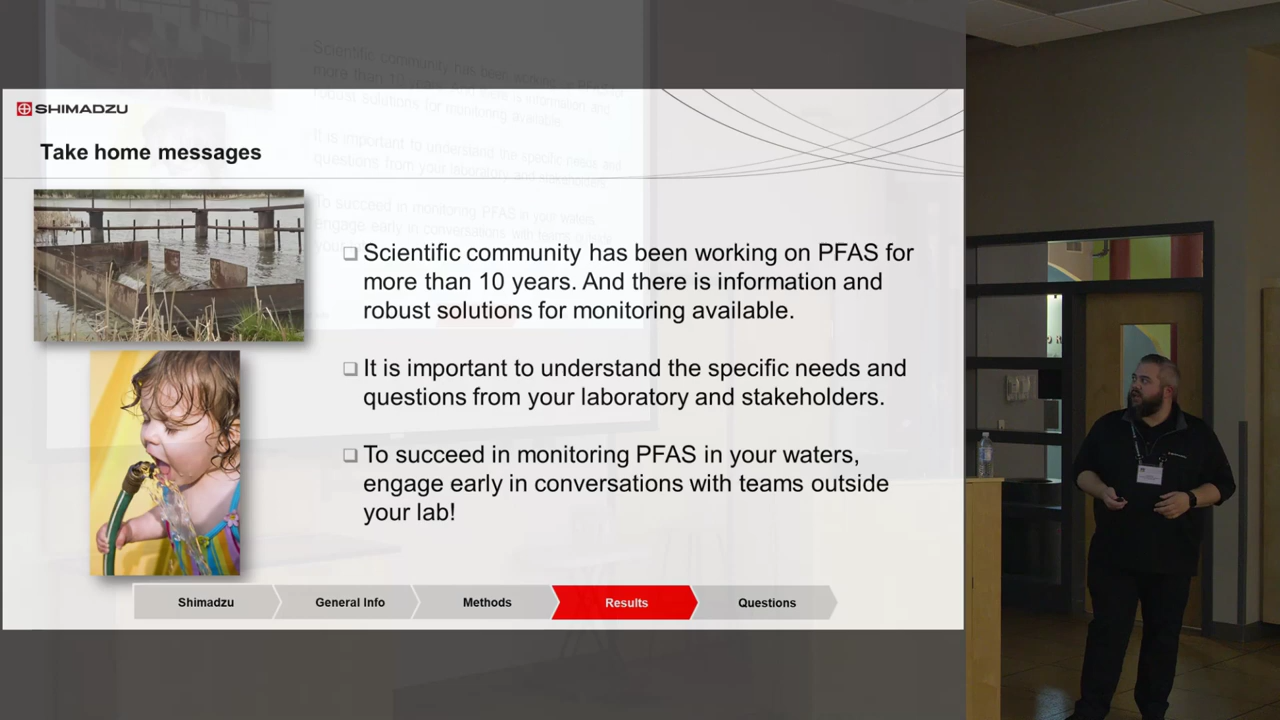 SHIMADZU
Take home messages
Scientific community has been working on PFAS for
more than 10 years. And there is information and
robust solutions for monitoring available.
It is important to understand the specific needs and
questions from your laboratory and stakeholders.
To succeed in monitoring PFAS in your waters,
engage early in conversations with teams outside
your lab!
Shimadzu
General Info
Methods
Results
Questions